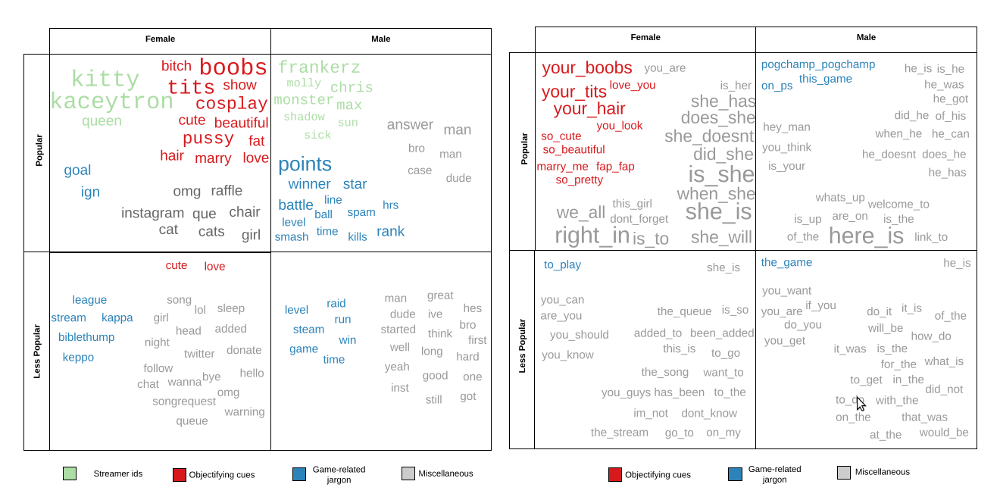 Female
Male
Popular
kitty
kaceytron
queen
bitch boobs
tits show
cosplay
cute beautiful
pussy fat
hair marry love
goal
ign
omg raffle
instagram que chair
cat cats girl
frankerz
molly chris
monster max
shadow sun
sick
answer man
bro man
case dude
points
winner star
battle line hrs
level ball spam
smash time kills rank
Less Popular
cute love
league
stream kappa
biblethump
keppo
song lol sleep
girl head added
night twitter donate
follow bye hello
chat wanna omg
songrequest
warning
queue
level raid
steam run
game win
time
man great
dude ive hes
started think bro
well long first
yeah hard
inst good one
still got
Streamer ids
Objectifying cues
Game-related
jargon
Miscellaneous
Female
Male
Popular
your_boobs you_are
your_tits love_you is_her
your_hair she_has
you_look does_she
so_cute she_doesnt
so_beautiful did_she
marry_me fap_fap is_she
so_pretty when_she
this_girl
we_all dont_forget she_is
right_in is_to she_will
pogchamp_pogchamp
this_game
on_ps
he_is is_he
he_was
he_got
did_he of_his
hey_man when_he he_can
you_think he_doesnt does_he
is_your he_has
whats_up welcome_to
is_up are_on is_the
of_the here_is link_to
Less Popular
to_play she_is
you_can
are_you the_queue is_so
you_should added_to been_added
you_know this_is to_go
the_song want_to
you_guys has_been to_the
im_not dont_know
the_stream go_to on_my
the_game he_is
you_want
you_are if_you do_it it_is
do_you will_be of_the
you_get how_do
it_was is_the
for_the what_is
to_get in_the
did_not
with_the
on_the that_was
at_the would_be
Objectifying cues
Game-related
jargon
Miscellaneous